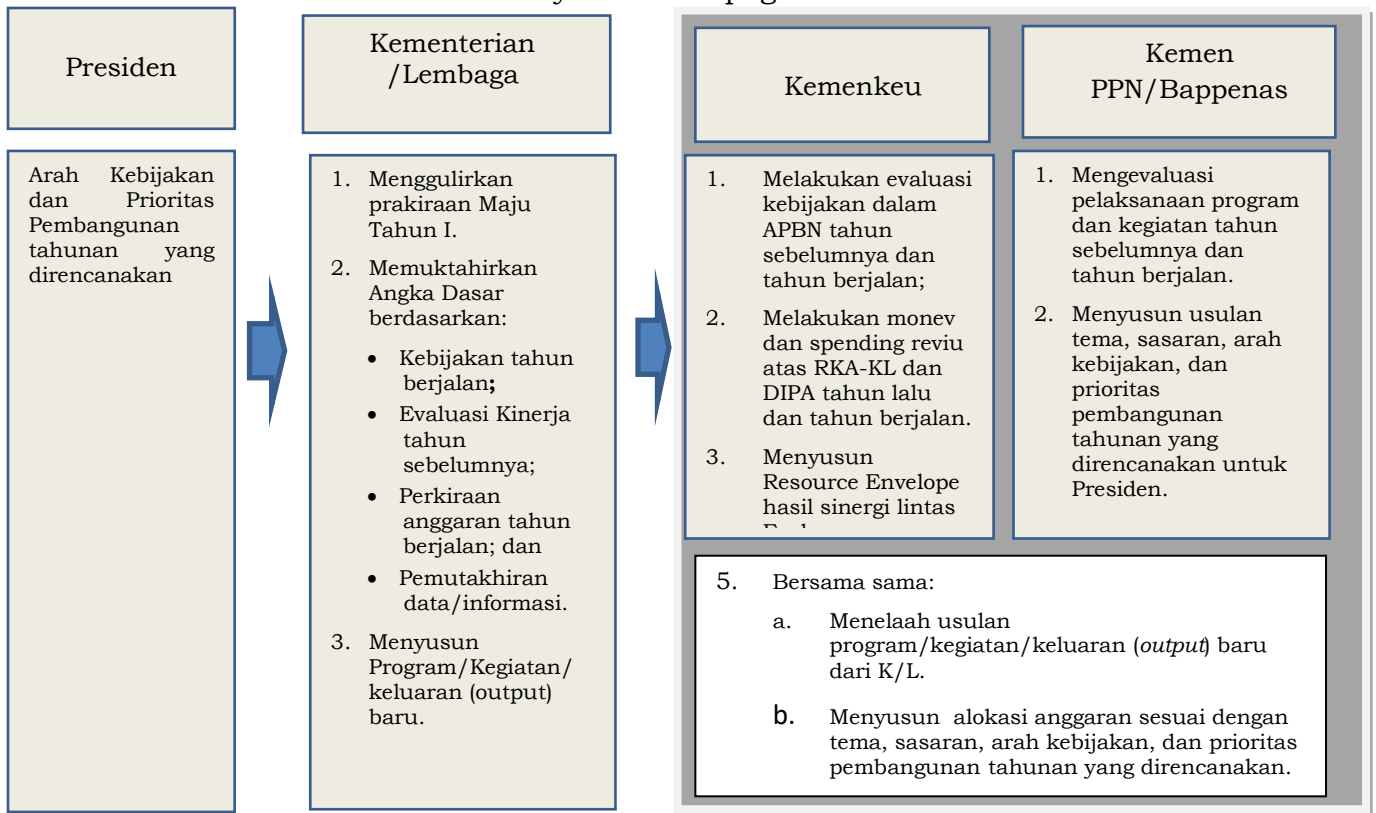 Presiden
Kementerian
/Lembaga
Kemenkeu
Kemen
PPN/Bappenas
Arah Kebijakan
dan Prioritas
Pembangunan
tahunan yang
direncanakan
1. Menggulirkan
prakiraan Maju
Tahun I.
2. Memuktahirkan
Angka Dasar
berdasarkan:
• Kebijakan tahun
berjalan;
• Evaluasi Kinerja
tahun
sebelumnya;
• Perkiraan
anggaran tahun
berjalan; dan
• Pemutakhiran
data/informasi.
3. Menyusun
Program/Kegiatan/
keluaran (output)
baru.
1. Melakukan evaluasi
kebijakan dalam
APBN tahun
sebelumnya dan
tahun berjalan;
2. Melakukan monev
dan spending reviu
atas RKA-KL dan
DIPA tahun lalu
dan tahun berjalan.
3. Menyusun
Resource Envelope
hasil sinergi lintas
1. Mengevaluasi
pelaksanaan program
dan kegiatan tahun
sebelumnya dan
tahun berjalan.
2. Menyusun usulan
tema, sasaran, arah
kebijakan, dan
prioritas
pembangunan
tahunan yang
direncanakan untuk
Presiden.
5. Bersama sama:
a. Menelaah usulan
program/kegiatan/keluaran (output) baru
dari K/L.
b. Menyusun alokasi anggaran sesuai dengan
tema, sasaran, arah kebijakan, dan prioritas
pembangunan tahunan yang direncanakan.